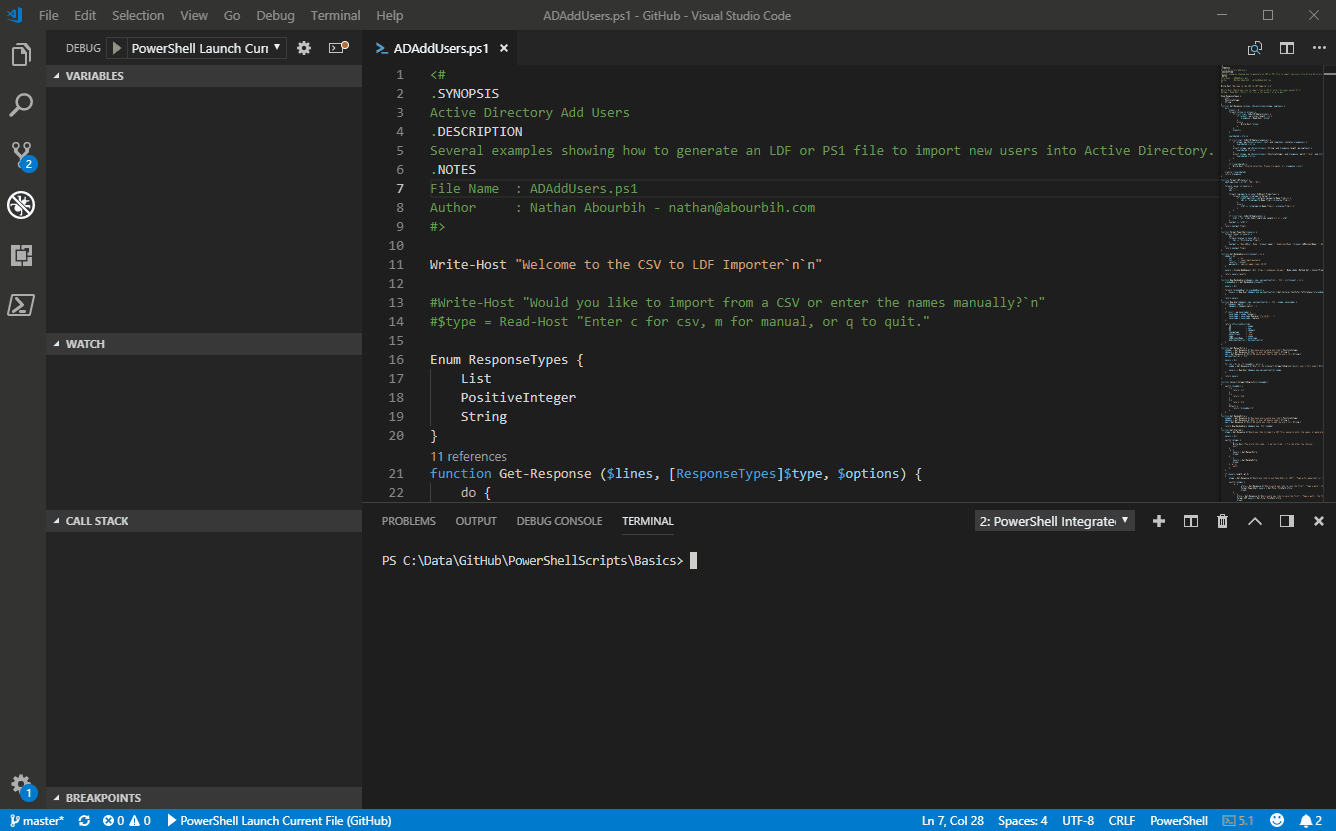 File Edit Selection View Go Debug Terminal Help ADAddUsers.ps1 - GitHub - Visual Studio Code
DEBUG PowerShell Launch Curr
ADAddUsers.ps1
VARIABLES
WATCH
CALL STACK
BREAKPOINTS
2
1
1 <#
2 .SYNOPSIS
3 Active Directory Add Users
4 .DESCRIPTION
5 Several examples showing how to generate an LDF or PS1 file to import new users into Active Directory.
6 .NOTES
7 File Name  : ADAddUsers.ps1
8 Author     : Nathan Abourbih - nathan@abourbih.com
9 #>
10
11 Write-Host "Welcome to the CSV to LDF Importer`n`n"
12
13 #Write-Host "Would you like to import from a CSV or enter the names manually?`n"
14 #$type = Read-Host "Enter c for csv, m for manual, or q to quit."
15
16 Enum ResponseTypes {
17     List
18     PositiveInteger
19     String
20 }
11 references
21 function Get-Response ($lines, [ResponseTypes]$type, $options) {
22     do {
PROBLEMS OUTPUT DEBUG CONSOLE TERMINAL 2: PowerShell Integrate
PS C:\Data\GitHub\PowerShellScripts\Basics>
master* 0 0 PowerShell Launch Current File (GitHub) Ln 7, Col 28 Spaces: 4 UTF-8 CRLF PowerShell 5.1 2